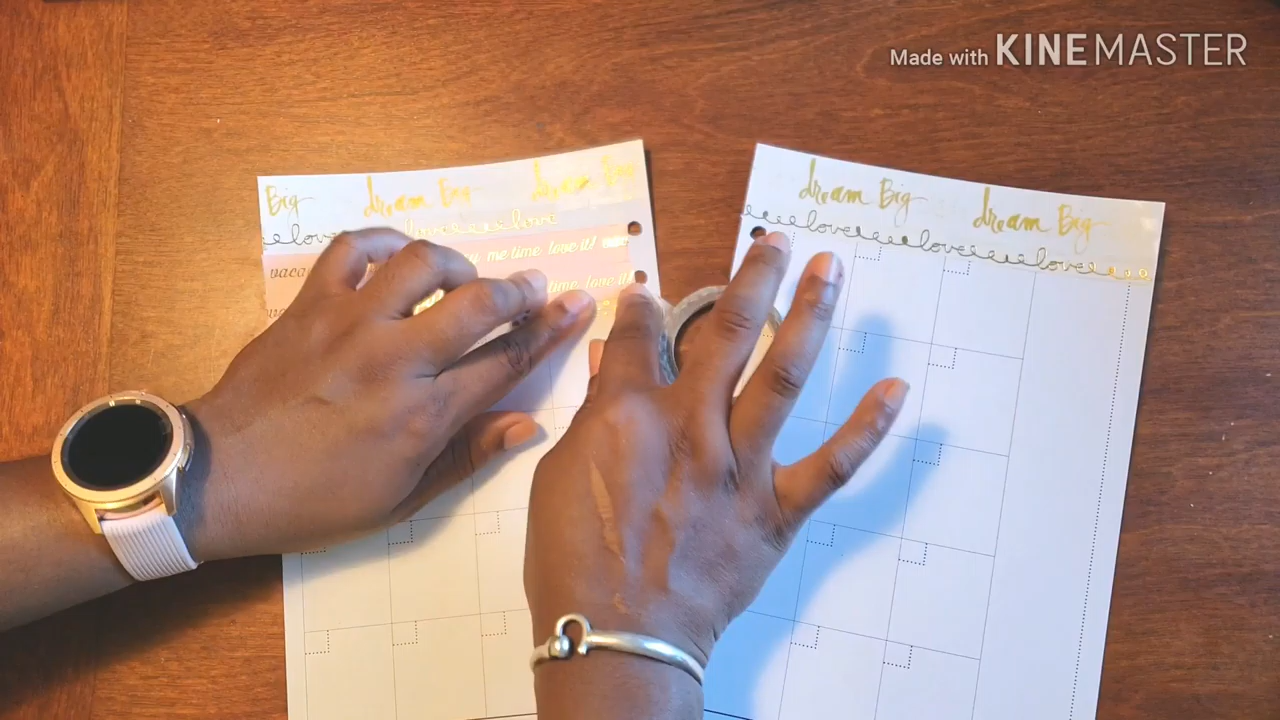 Made with KINEMASTER
Big dream Big dream Big
love love love
me time love it!
time, love it!
dream Big dream Big
love love love